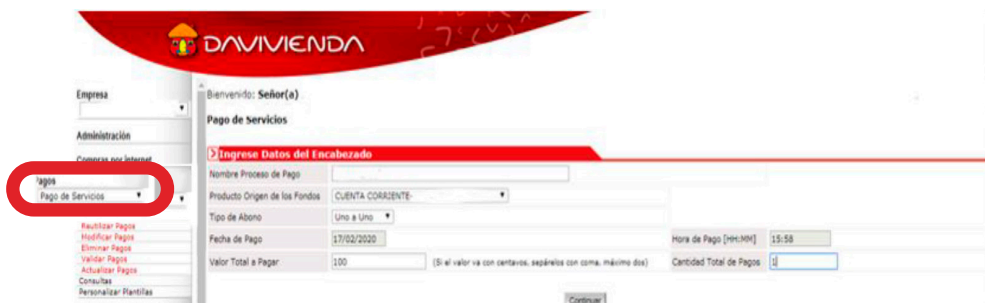 DAVIVIENDA
Empresa
Administración
Compras por internet
Pagos
Pago de Servicios
Reutilizar Pagos
Modificar Pagos
Eliminar Pagos
Validar Pagos
Actualizar Pagos
Consultas
Personalizar Plantillas
Bienvenido: Señor(a)
Pago de Servicios
Ingrese Datos del Encabezado
Nombre Proceso de Pago
Producto Origen de los Fondos CUENTA CORRIENTE-
Tipo de Abono Uno a Uno
Fecha de Pago 17/02/2020 Hora de Pago [HH:MM] 15:58
Valor Total a Pagar 100 (Si el valor va con centavos, sepárelos con coma, máximo dos) Cantidad Total de Pagos 1
Continuar